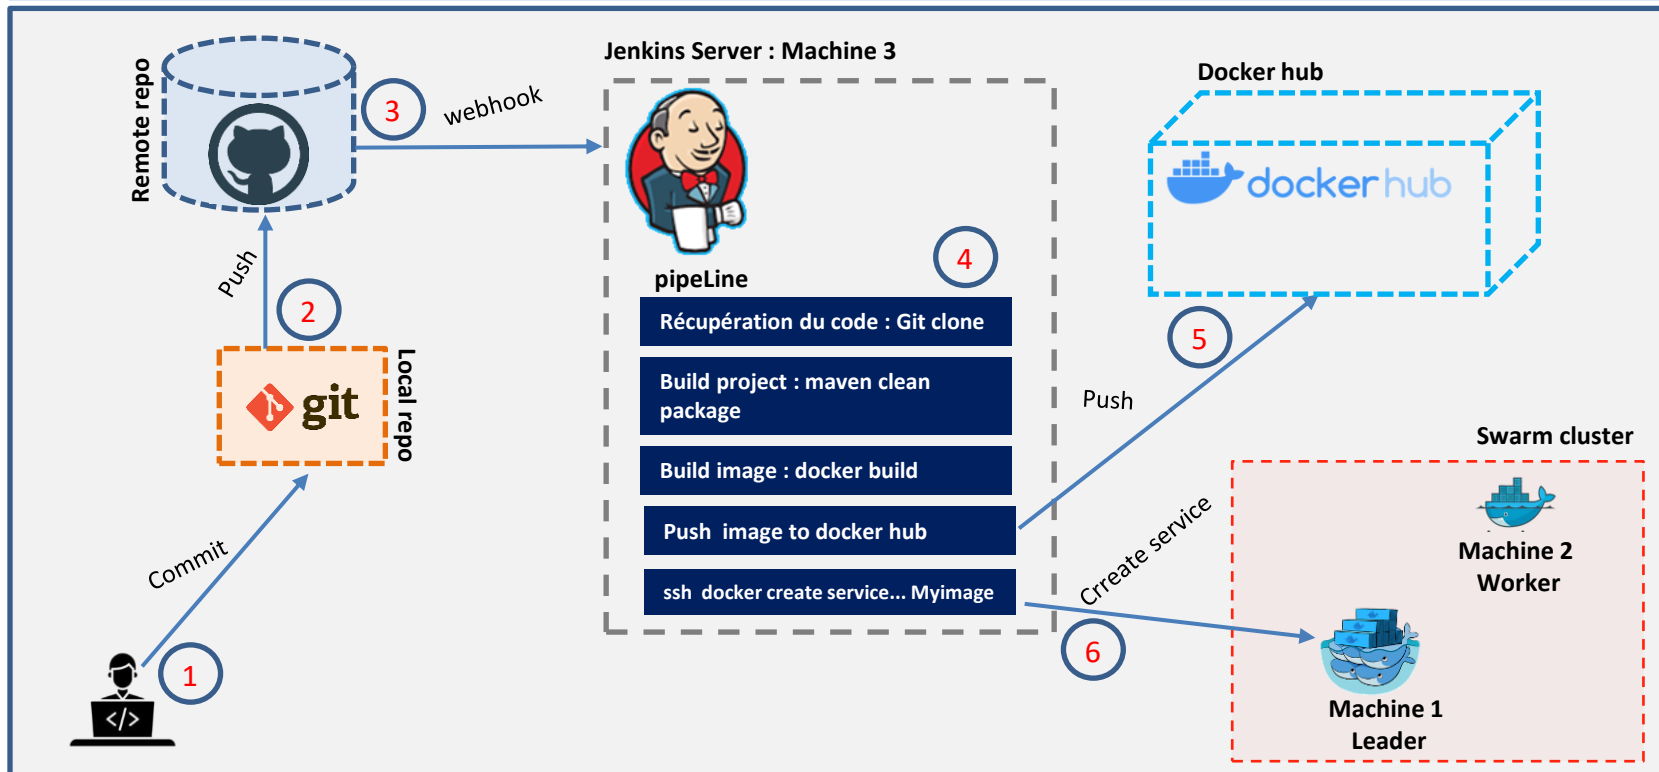 Jenkins Server : Machine 3
Remote repo
3
webhook
Docker hub
dockerhub
Push
2
pipeLine
4
Récupération du code : Git clone
Build project : maven clean
package
Build image : docker build
Push image to docker hub
ssh docker create service... Myimage
5
Push
git
Local repo
Commit
1
</>
Crreate service
6
Swarm cluster
Machine 2
Worker
Machine 1
Leader